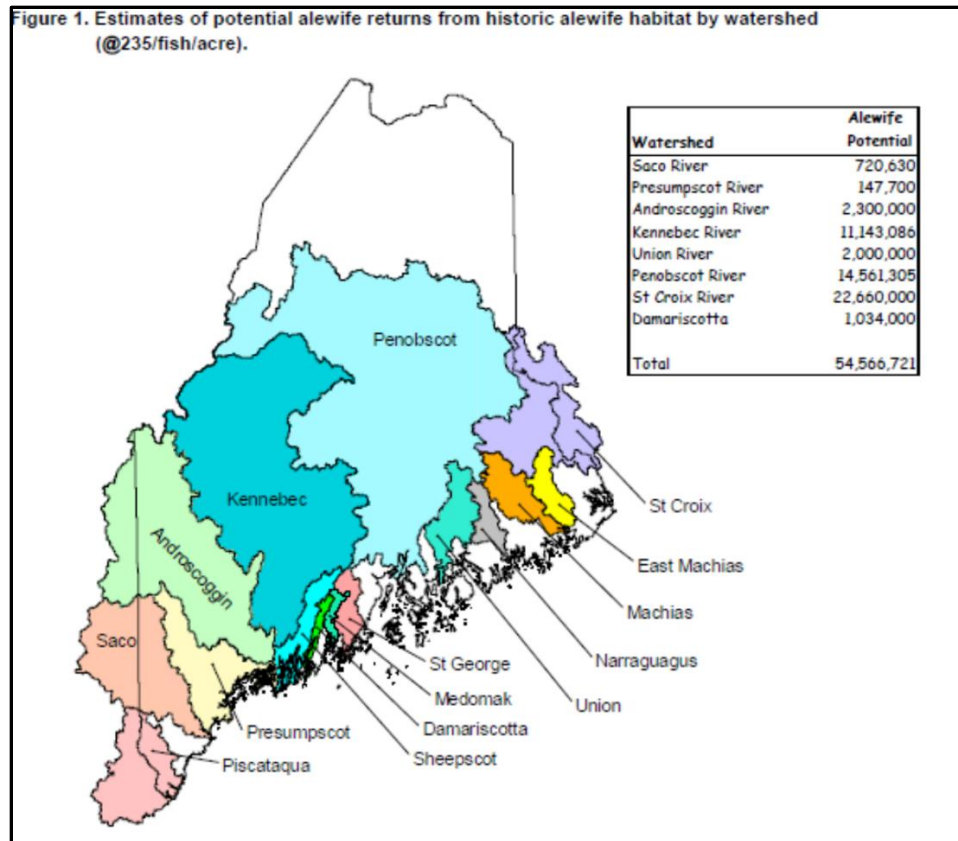 Figure 1. Estimates of potential alewife returns from historic alewife habitat by watershed
(@235/fish/acre).
Alewife
Watershed Potential
Saco River 720,630
Presumpscot River 147,700
Androscoggin River 2,300,000
Kennebec River 11,143,086
Union River 2,000,000
Penobscot River 14,561,305
St Croix River 22,660,000
Damariscotta 1,034,000
Total 54,566,721
Penobscot
Kennebec
Androscoggin
Saco
St Croix
East Machias
Machias
Narraguagus
Union
St George
Medomak
Damariscotta
Sheepscot
Presumpscot
Piscataqua